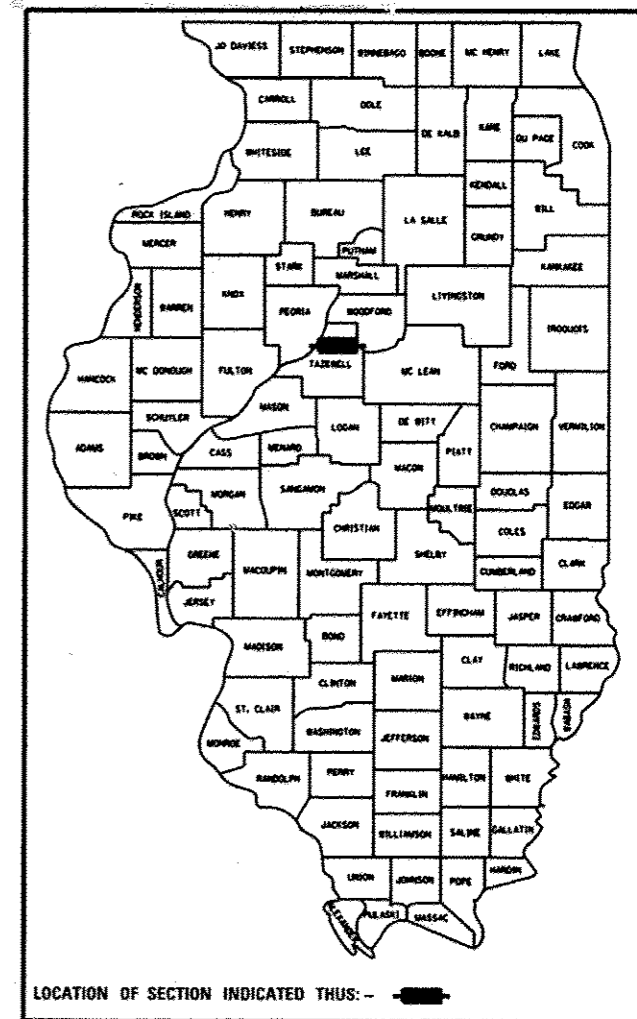 JO DAVIESS STEPHENSON WINNEBAGO BOONE MC HENRY LAKE
CARROLL OGLE DE KALB KANE DU PAGE COOK
WHITESIDE LEE KENDALL WILL
ROCK ISLAND HENRY BUREAU LA SALLE GRUNDY
MERCER STARK PUTNAM KANKAKEE
HENDERSON WARREN KNOX PEORIA MARSHALL LIVINGSTON
WOODFORD IROQUOIS
HANCOCK MC DONOUGH FULTON TAZEWELL MC LEAN FORD
SCHUYLER MASON LOGAN DE WITT CHAMPAIGN VERMILION
ADAMS BROWN CASS MENARD MACON PIATT
PIKE SCOTT MORGAN SANGAMON CHRISTIAN MOULTRIE DOUGLAS EDGAR
COLES
GREENE MACOUPIN MONTGOMERY SHELBY CUMBERLAND CLARK
CALHOUN JERSEY FAYETTE EFFINGHAM JASPER CRAWFORD
MADISON BOND CLAY RICHLAND LAWRENCE
CLINTON MARION
ST. CLAIR WAYNE EDWARDS WABASH
MONROE WASHINGTON JEFFERSON
RANDOLPH PERRY HAMILTON WHITE
FRANKLIN
JACKSON WILLIAMSON SALINE GALLATIN
UNION JOHNSON POPE HARDIN
ALEXANDER PULASKI MASSAC
LOCATION OF SECTION INDICATED THUS: -